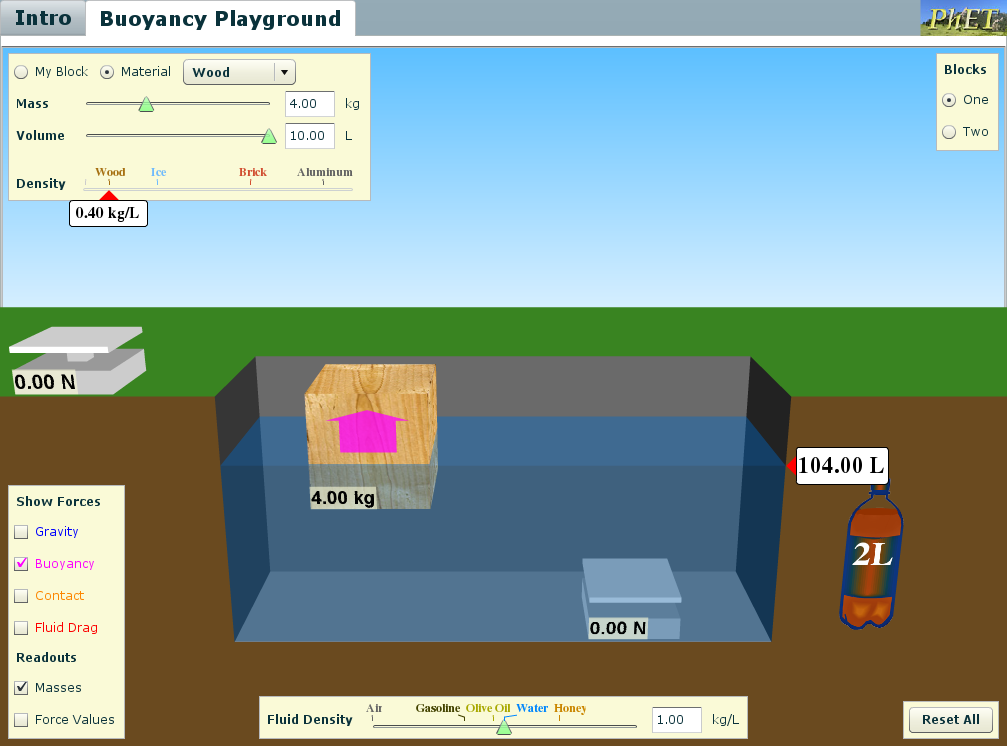 Intro
Buoyancy Playground
PhET
My Block
Material
Wood
Mass
4.00
kg
Volume
10.00
L
Wood
Ice
Brick
Aluminum
Density
0.40 kg/L
Blocks
One
Two
0.00 N
4.00 kg
104.00 L
2L
0.00 N
Show Forces
Gravity
Buoyancy
Contact
Fluid Drag
Readouts
Masses
Force Values
Air
Gasoline
Olive Oil
Water
Honey
Fluid Density
1.00
kg/L
Reset All